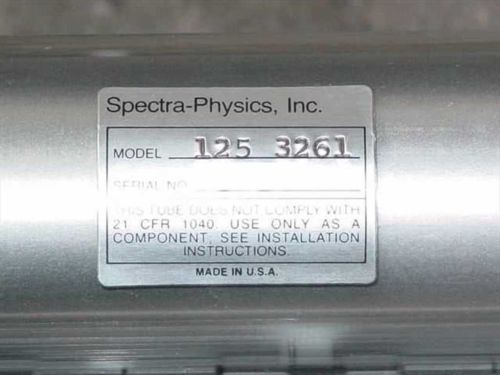 Spectra-Physics, Inc.
MODEL 125 3261
SERIAL NO.
THIS TUBE DOES NOT COMPLY WITH
21 CFR 1040. USE ONLY AS A
COMPONENT; SEE INSTALLATION
INSTRUCTIONS.
MADE IN U.S.A.